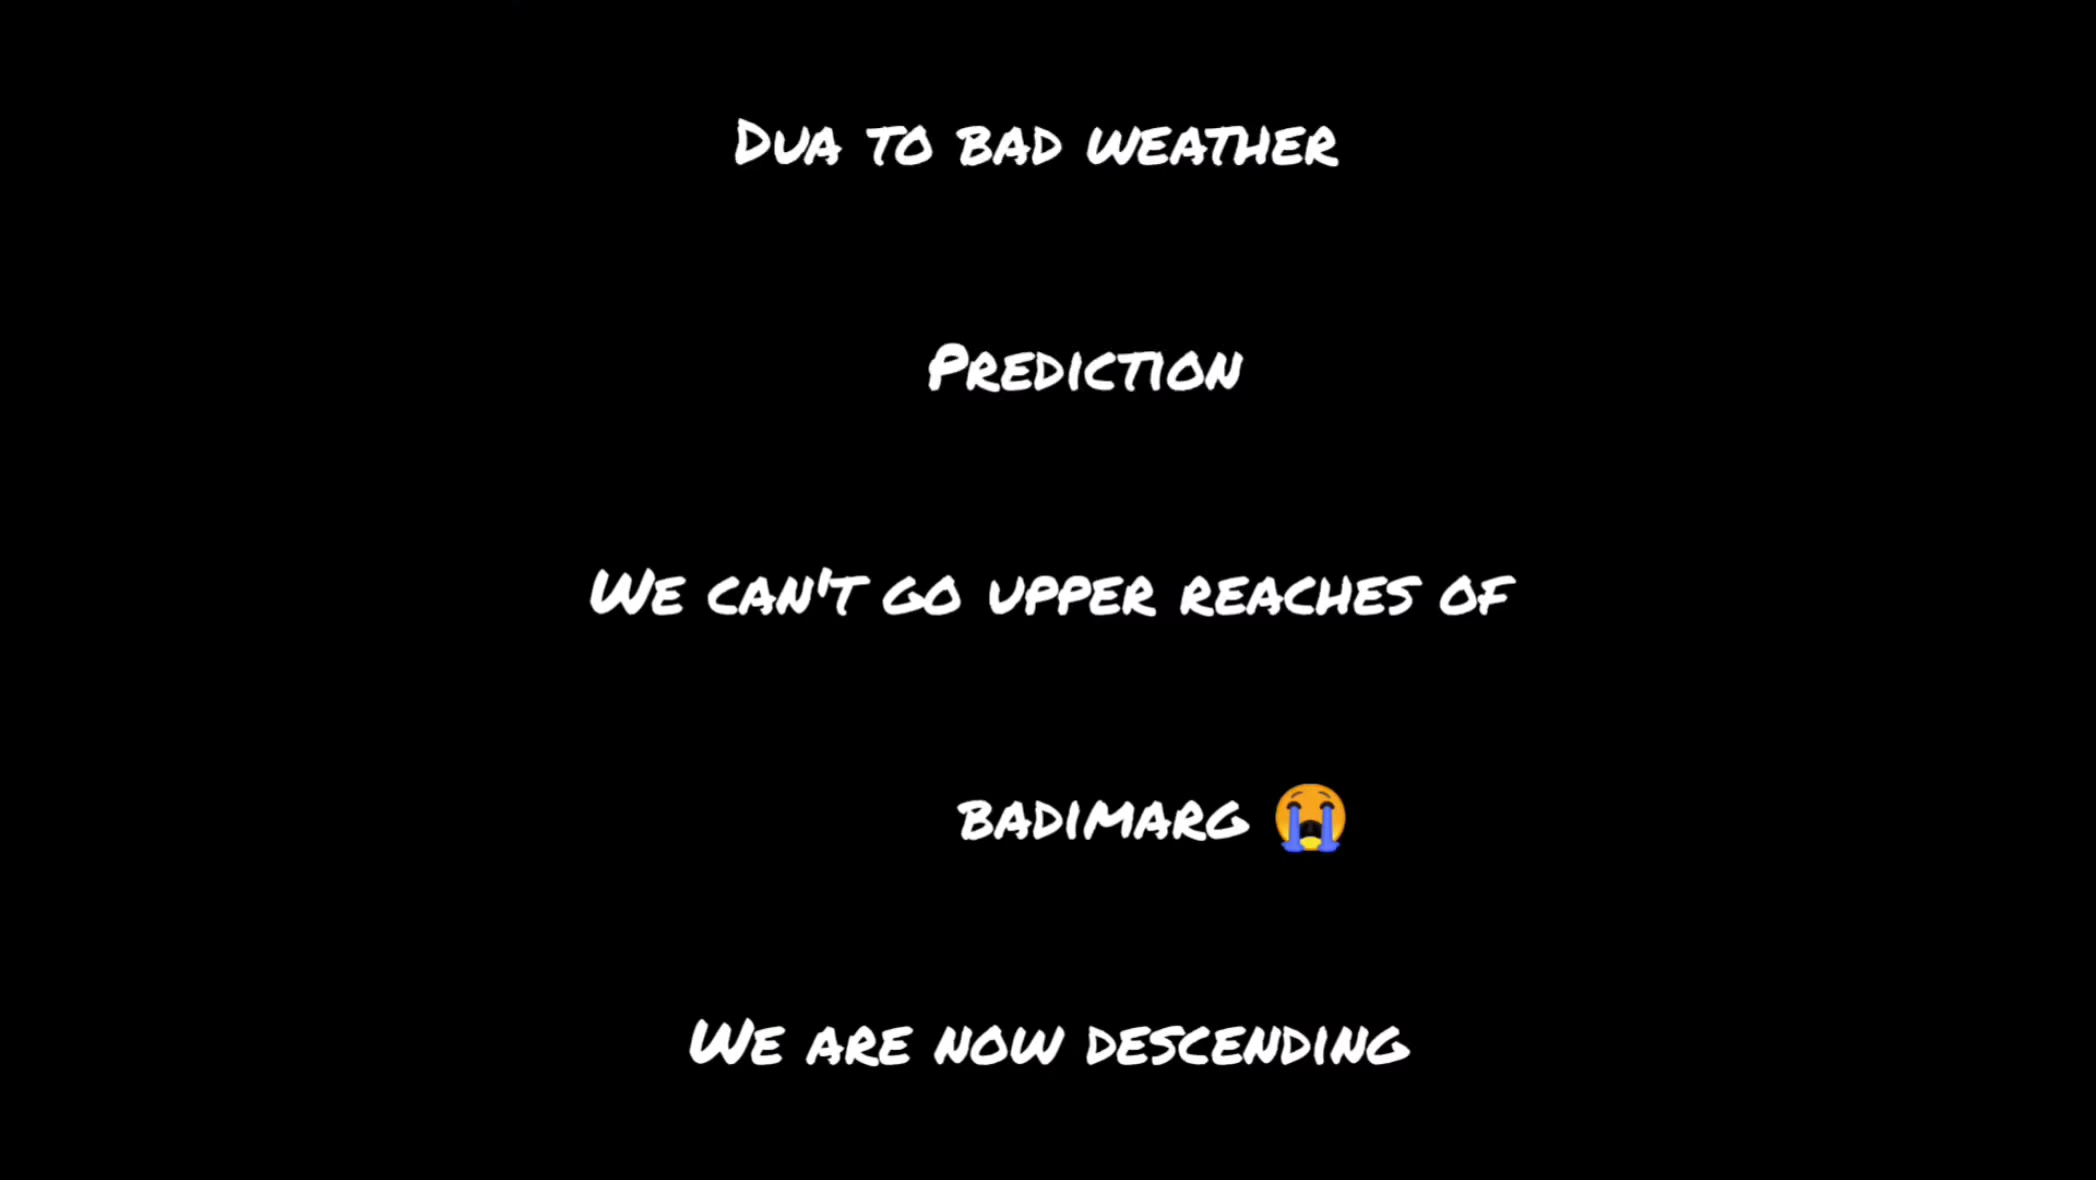 Dua to bad weather
Prediction
We can't go upper reaches of
badimarg 😭
We are now descending